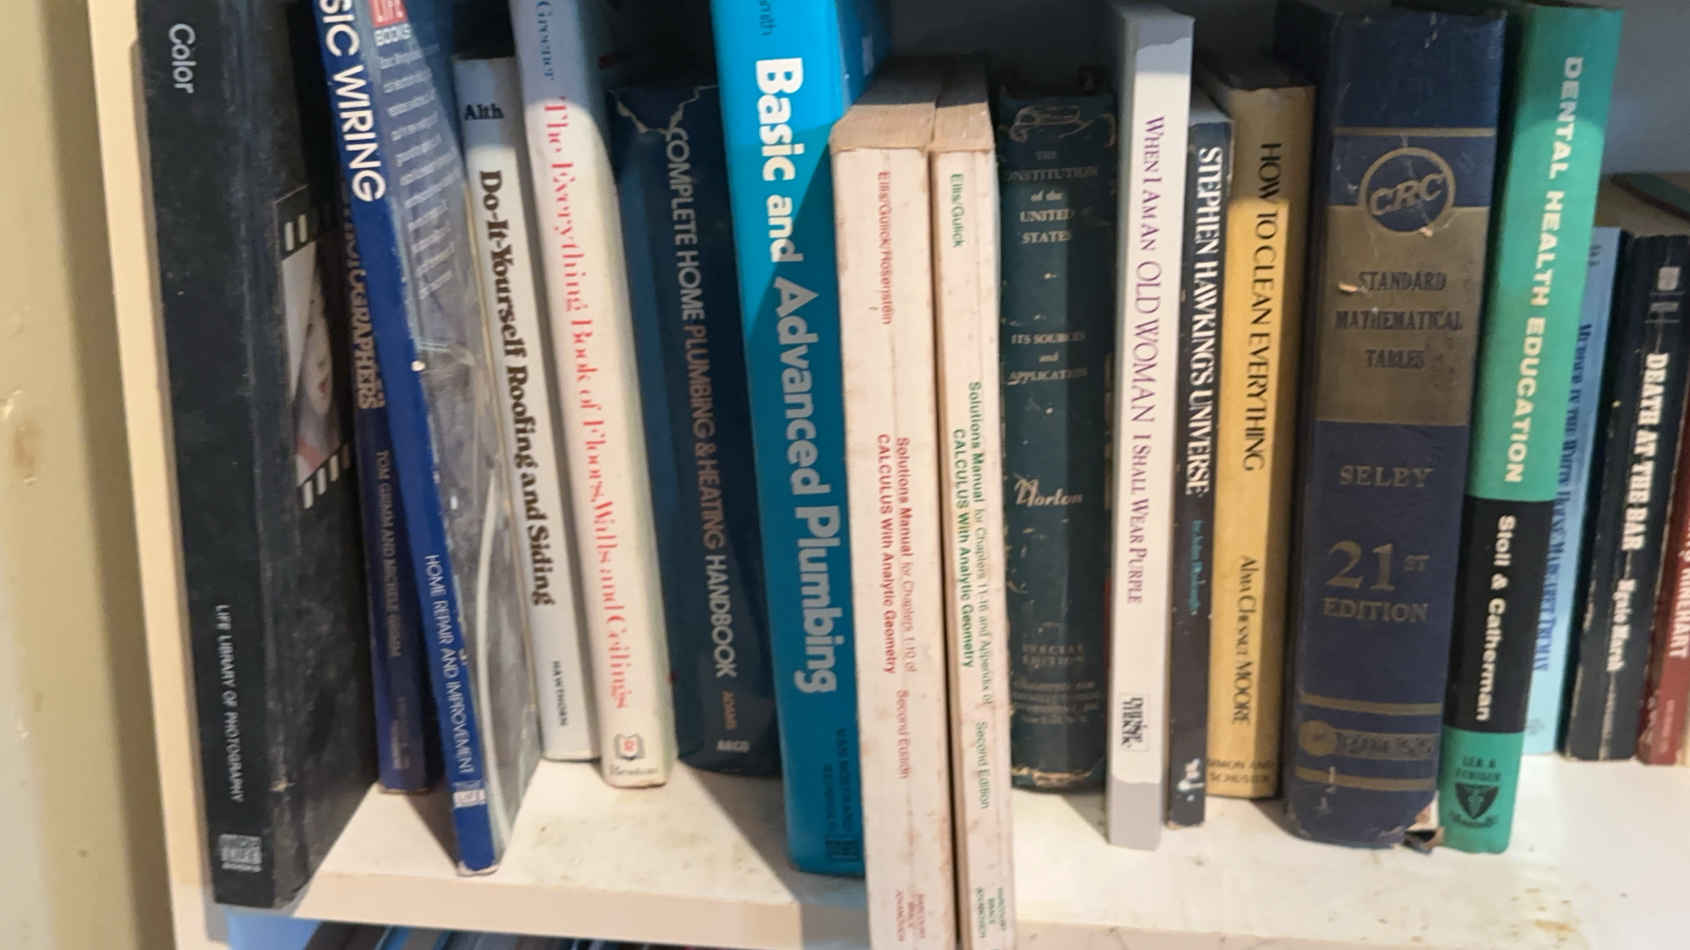 Color
LIFE LIBRARY OF PHOTOGRAPHY
BOOKS
TOM GRIMM AND MICHELE GRIMM
SIC WIRING
HOME REPAIR AND IMPROVEMENT
LIFE
BOOKS
Alth
Do-It-Yourself Roofing and Siding
HAWTHORN
The Everything Book of Floors, Walls and Ceilings
COMPLETE HOME PLUMBING & HEATING HANDBOOK
ADAMS
ARCO
mith
Basic and Advanced Plumbing
Ellis/Gulick/Rosenstein
Solutions Manual for Chapters 1-10 of
CALCULUS With Analytic Geometry
Second Edition
Ellis/Gulick
Solutions Manual for Chapters 11-16 and Appendix of
CALCULUS With Analytic Geometry
Second Edition
THE
CONSTITUTION
of the
UNITED
STATES
ITS SOURCES
and
APPLICATION
Norton
SPECIAL
EDITION
WHEN I AM AN OLD WOMAN I SHALL WEAR PURPLE
STEPHEN HAWKING'S UNIVERSE
HOW TO CLEAN EVERYTHING
ALMA CHESNUT MOORE
SIMON AND
SCHUSTER
CRC
STANDARD
MATHEMATICAL
TABLES
SELBY
21ST
EDITION
DENTAL HEALTH EDUCATION
Stoll & Catherman
LEA &
FEBIGER
DEATH AT THE BAR